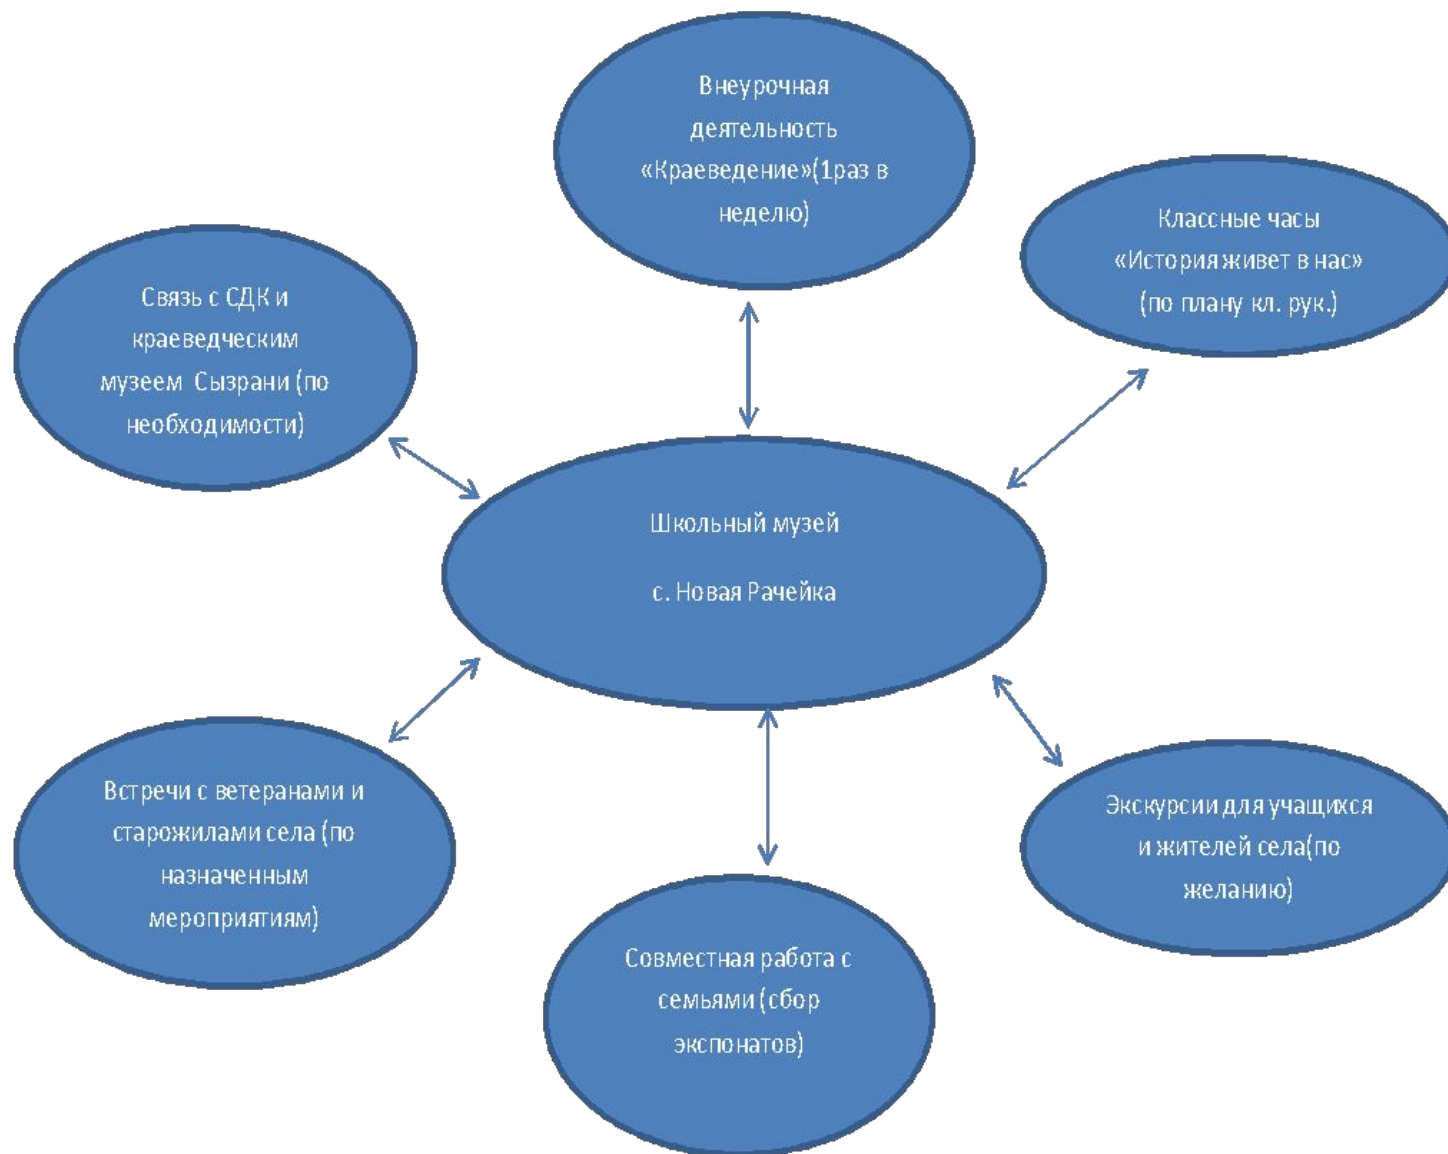 Внеурочная
деятельность
«Краеведение»(1раз в
неделю)
Классные часы
«История живет в нас»
(по плану кл. рук.)
Связь с СДК и
краеведческим
музеем Сызрани (по
необходимости)
Школьный музей
с. Новая Рачейка
Встречи с ветеранами и
старожилами села (по
назначенным
мероприятиям)
Экскурсии для учащихся
и жителей села(по
желанию)
Совместная работа с
семьями (сбор
экспонатов)